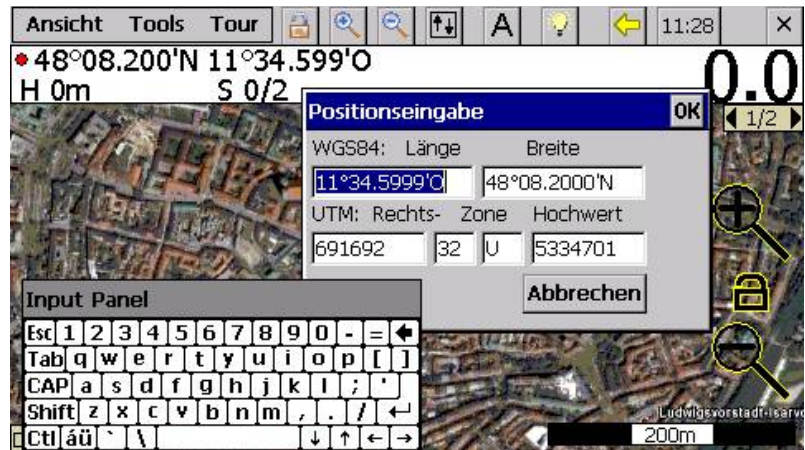 Ansicht Tools Tour A 11:28 ×
48°08.200'N 11°34.599'O
H 0m S 0/2
0.0
1/2
Positionseingabe OK
WGS84: Länge Breite
11°34.5999'O 48°08.2000'N
UTM: Rechts- Zone Hochwert
691692 32 U 5334701
Abbrechen
Input Panel
Esc 1 2 3 4 5 6 7 8 9 0 - =
Tab q w e r t y u i o p [ ]
CAP a s d f g h j k l ; '
Shift z x c v b n m , . /
Ctl áü ` \
Ludwigsvorstadt-Isarvo
200m